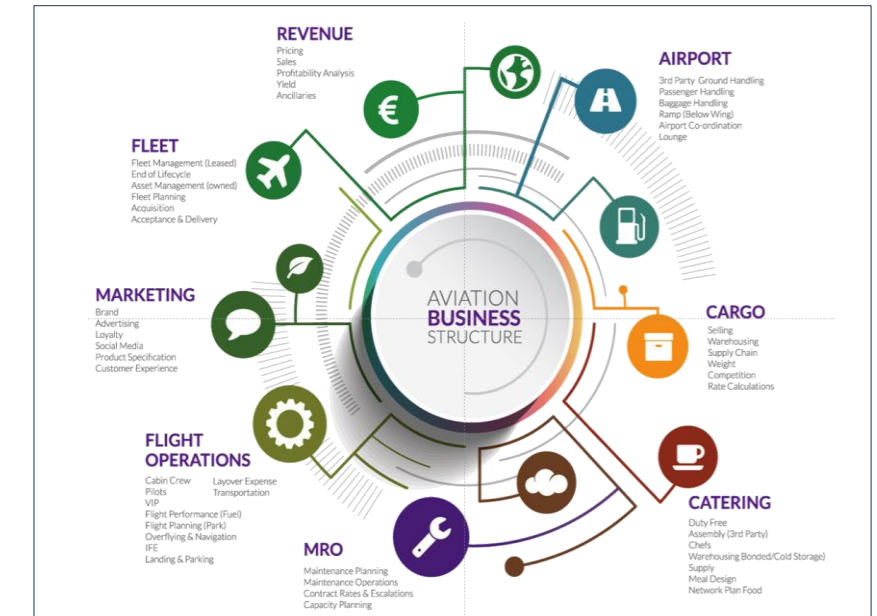 REVENUE
Pricing
Sales
Profitability Analysis
Yield
Ancillaries
AIRPORT
3rd Party Ground Handling
Passenger Handling
Baggage Handling
Ramp (Below Wing)
Airport Co-ordination
Lounge
FLEET
Fleet Management (Leased)
End of Lifecycle
Asset Management (owned)
Fleet Planning
Acquisition
Acceptance & Delivery
€
MARKETING
Brand
Advertising
Loyalty
Social Media
Product Specification
Customer Experience
AVIATION
BUSINESS
STRUCTURE
CARGO
Selling
Warehousing
Supply Chain
Weight
Competition
Rate Calculations
FLIGHT
OPERATIONS
Cabin Crew
Pilots
VIP
Flight Performance (Fuel)
Flight Planning (Park)
Overflying & Navigation
IFE
Landing & Parking
Layover Expense
Transportation
MRO
Maintenance Planning
Maintenance Operations
Contract Rates & Escalations
Capacity Planning
CATERING
Duty Free
Assembly (3rd Party)
Chefs
Warehousing Bonded/Cold Storage)
Supply
Meal Design
Network Plan Food